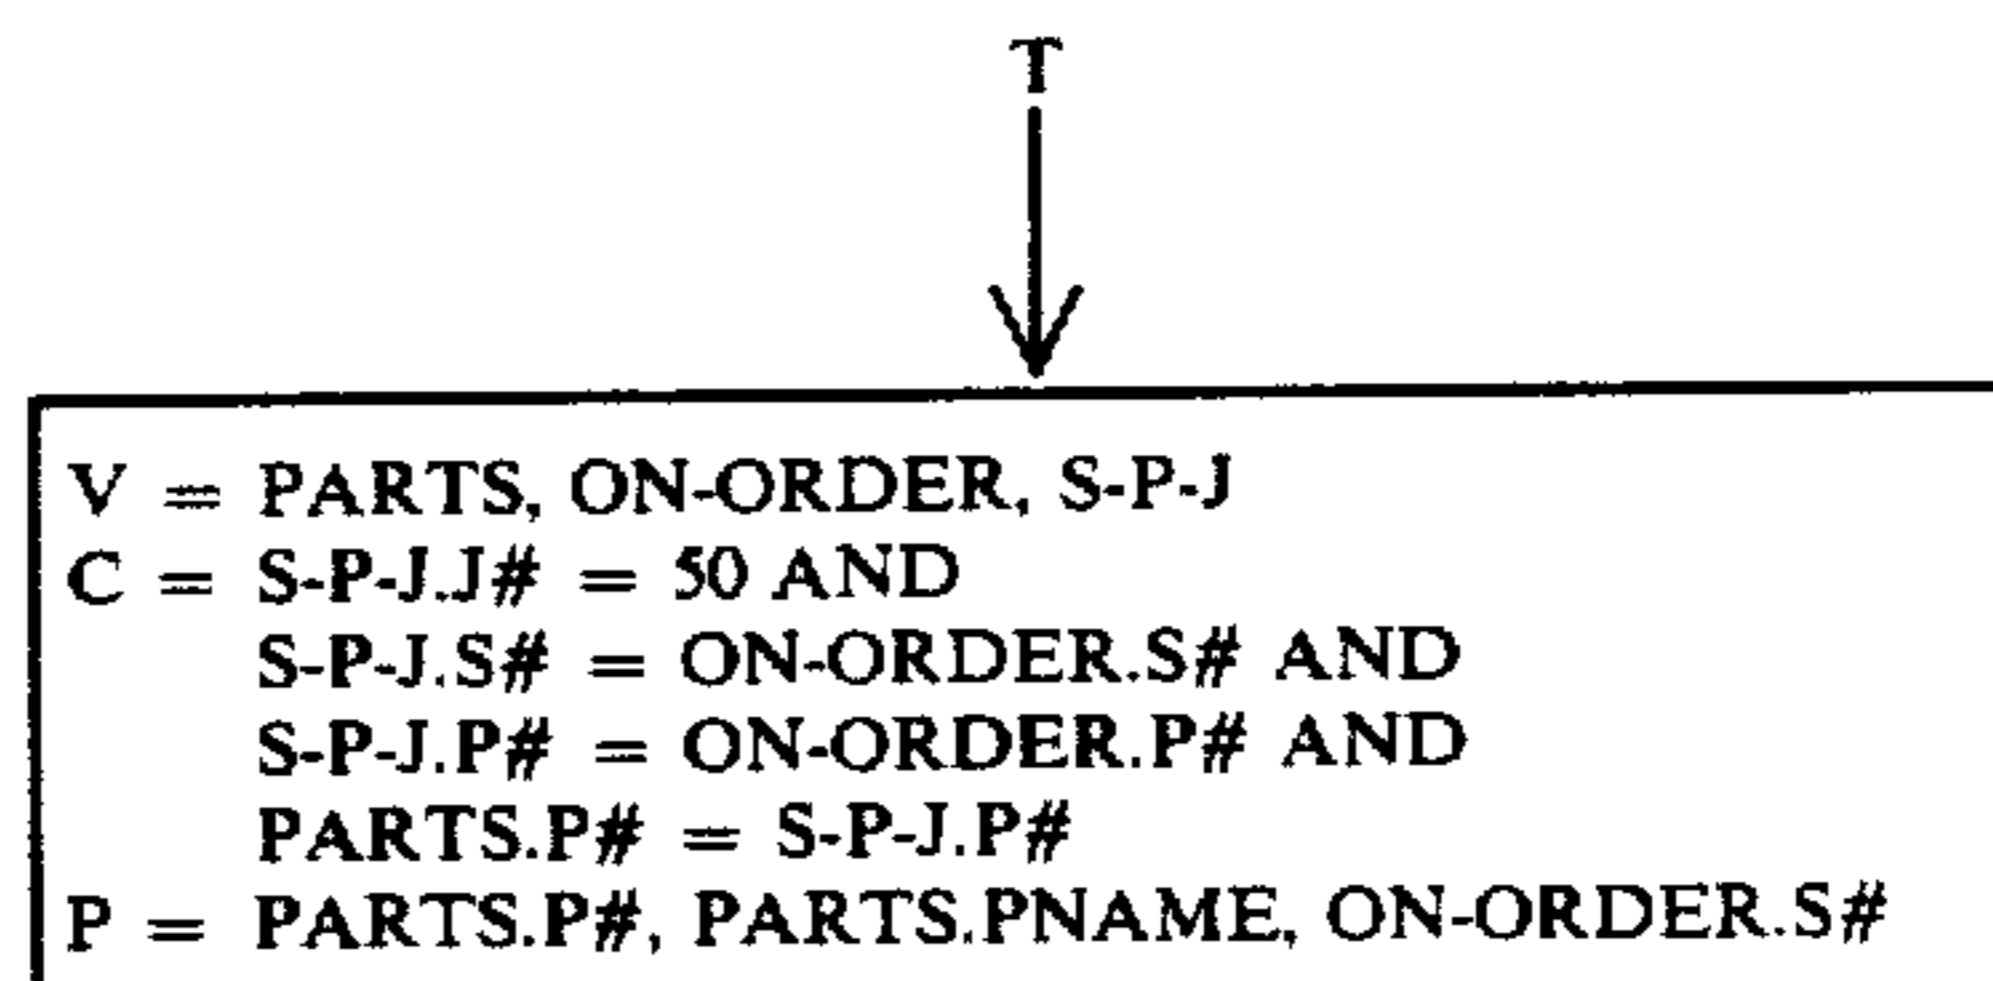 T
V = PARTS, ON-ORDER, S-P-J
C = S-P-J.J# = 50 AND
S-P-J.S# = ON-ORDER.S# AND
S-P-J.P# = ON-ORDER.P# AND
PARTS.P# = S-P-J.P#
P = PARTS.P#, PARTS.PNAME, ON-ORDER.S#